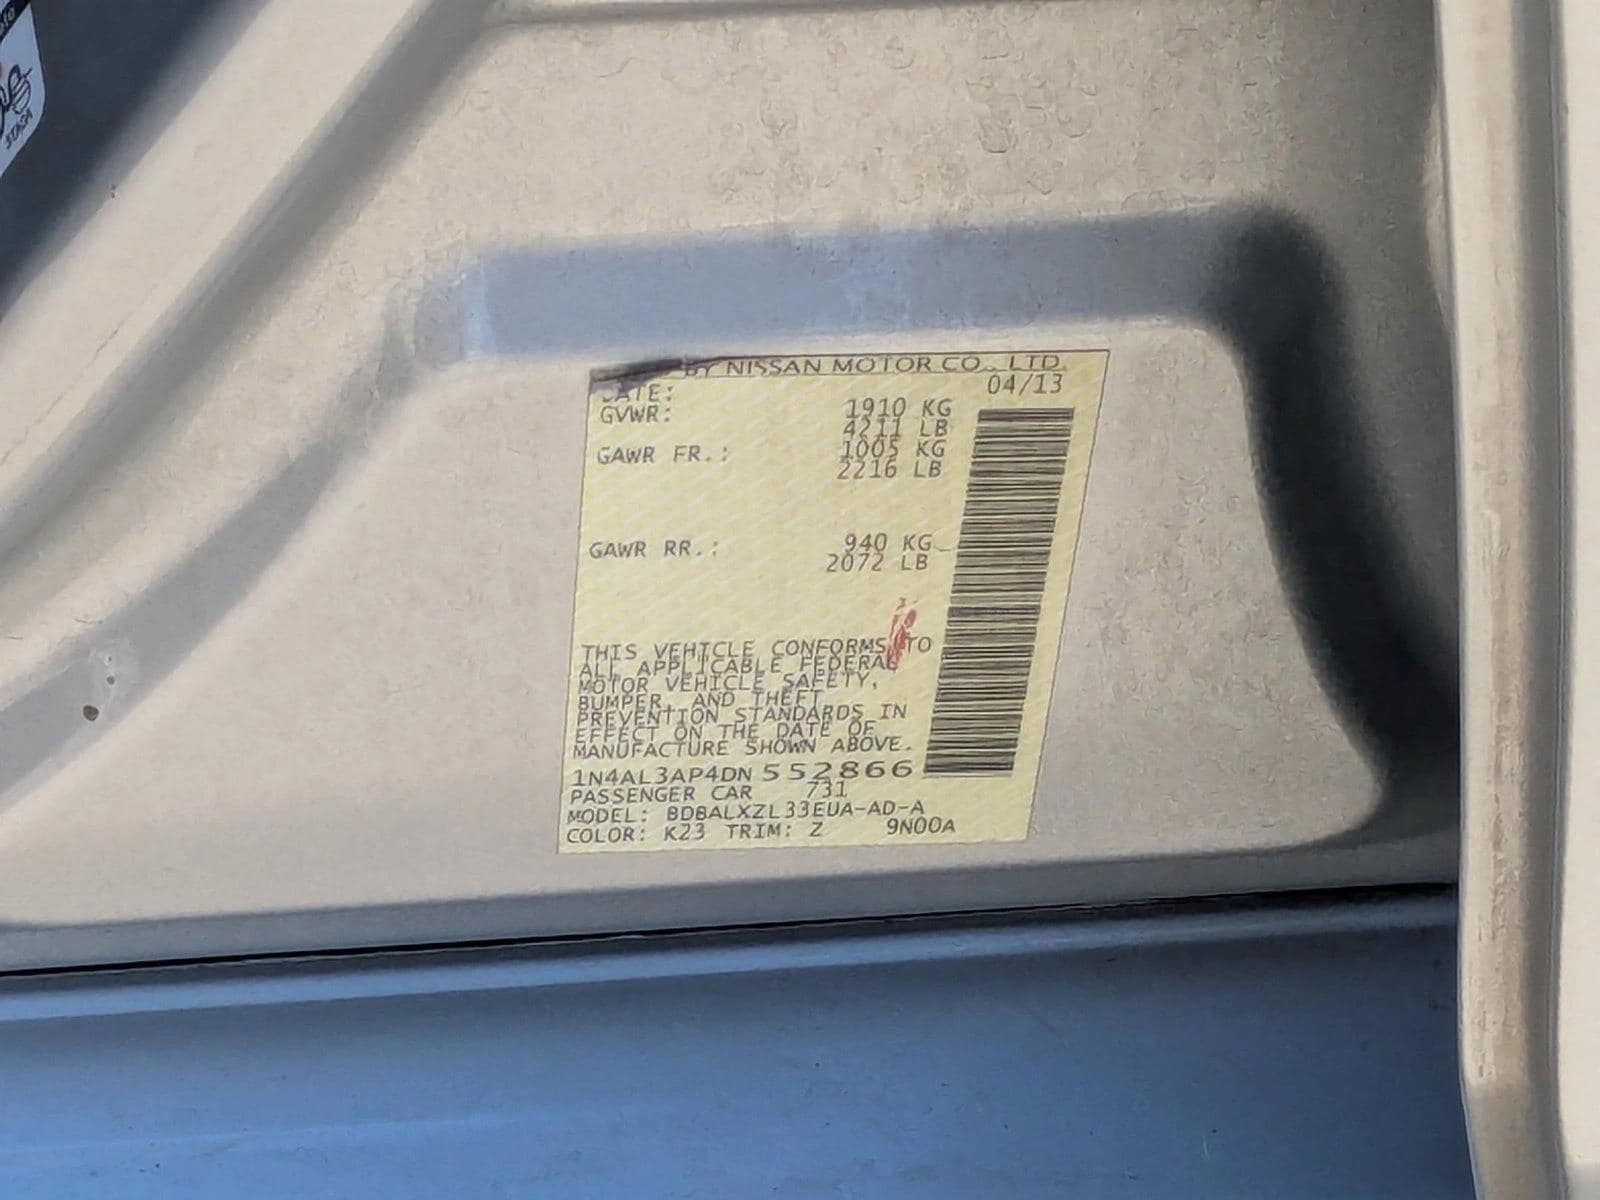 BY NISSAN MOTOR CO., LTD.
DATE: 04/13
GVWR: 1910 KG
4211 LB
GAWR FR.: 1005 KG
2216 LB
GAWR RR.: 940 KG
2072 LB
THIS VEHICLE CONFORMS TO
ALL APPLICABLE FEDERAL
MOTOR VEHICLE SAFETY,
BUMPER, AND THEFT
PREVENTION STANDARDS IN
EFFECT ON THE DATE OF
MANUFACTURE SHOWN ABOVE.
1N4AL3AP4DN552866
PASSENGER CAR 731
MODEL: BDBALXZL33EUA-AD-A
COLOR: K23 TRIM: Z 9N00A